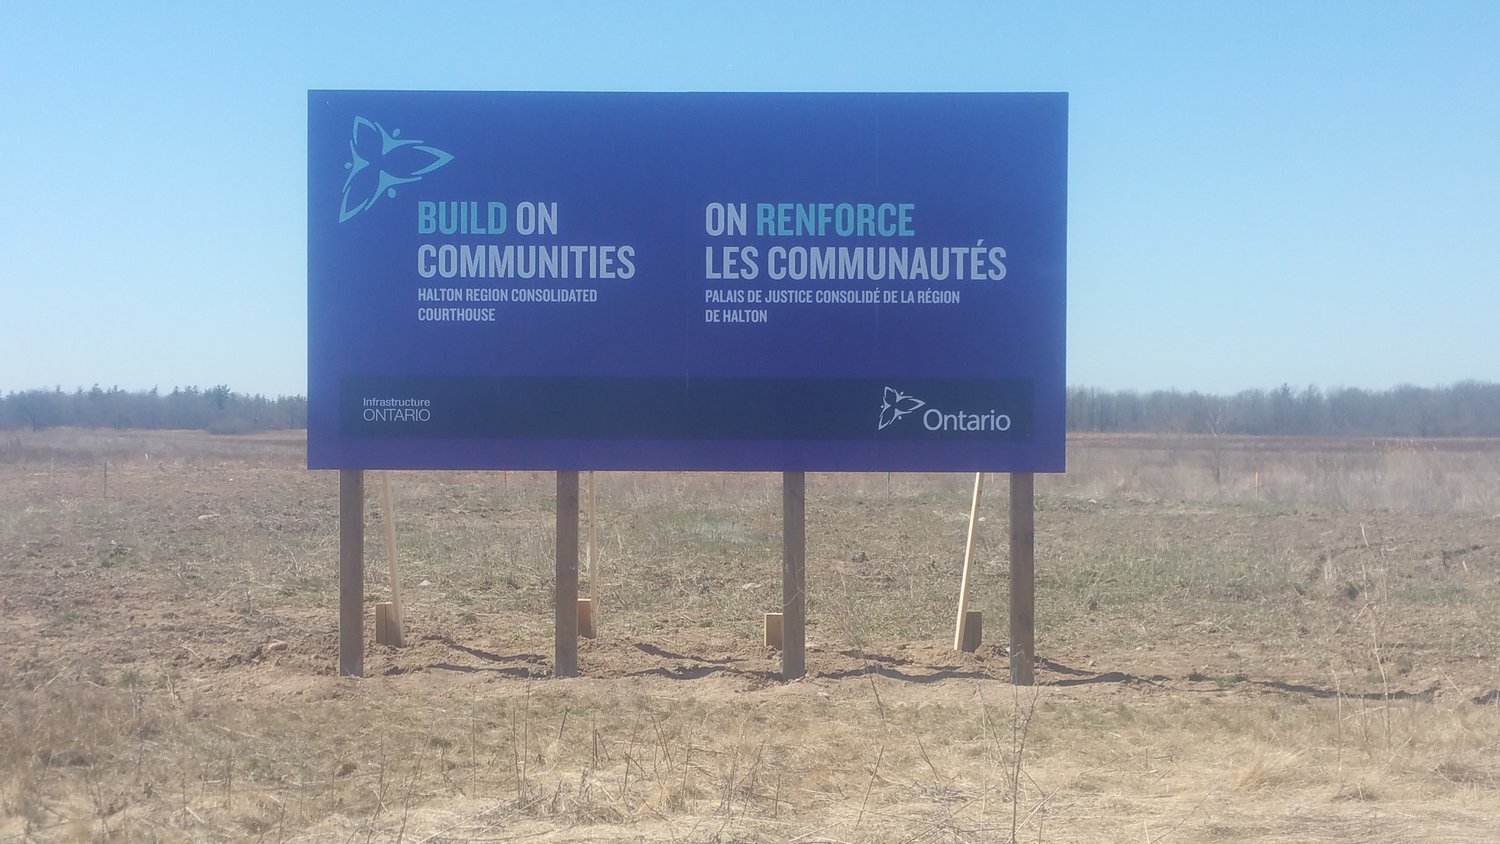 BUILD ON
COMMUNITIES
HALTON REGION CONSOLIDATED
COURTHOUSE
ON RENFORCE
LES COMMUNAUTÉS
PALAIS DE JUSTICE CONSOLIDÉ DE LA RÉGION
DE HALTON
Infrastructure
ONTARIO
Ontario